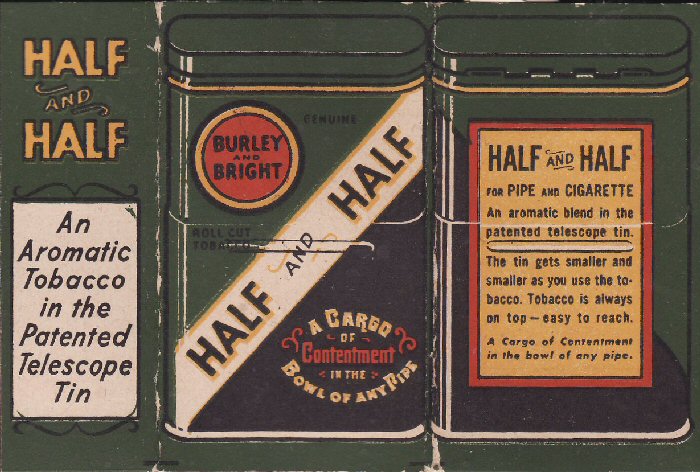 HALF
AND
HALF
An
Aromatic
Tobacco
in the
Patented
Telescope
Tin
BURLEY
AND
BRIGHT
GENUINE
ROLL CUT
TOBACCO
HALF AND HALF
A CARGO
OF
Contentment
IN THE
BOWL OF ANY PIPE
HALF AND HALF
FOR PIPE AND CIGARETTE
An aromatic blend in the
patented telescope tin.
The tin gets smaller and
smaller as you use the to-
bacco. Tobacco is always
on top—easy to reach.
A Cargo of Contentment
in the bowl of any pipe.